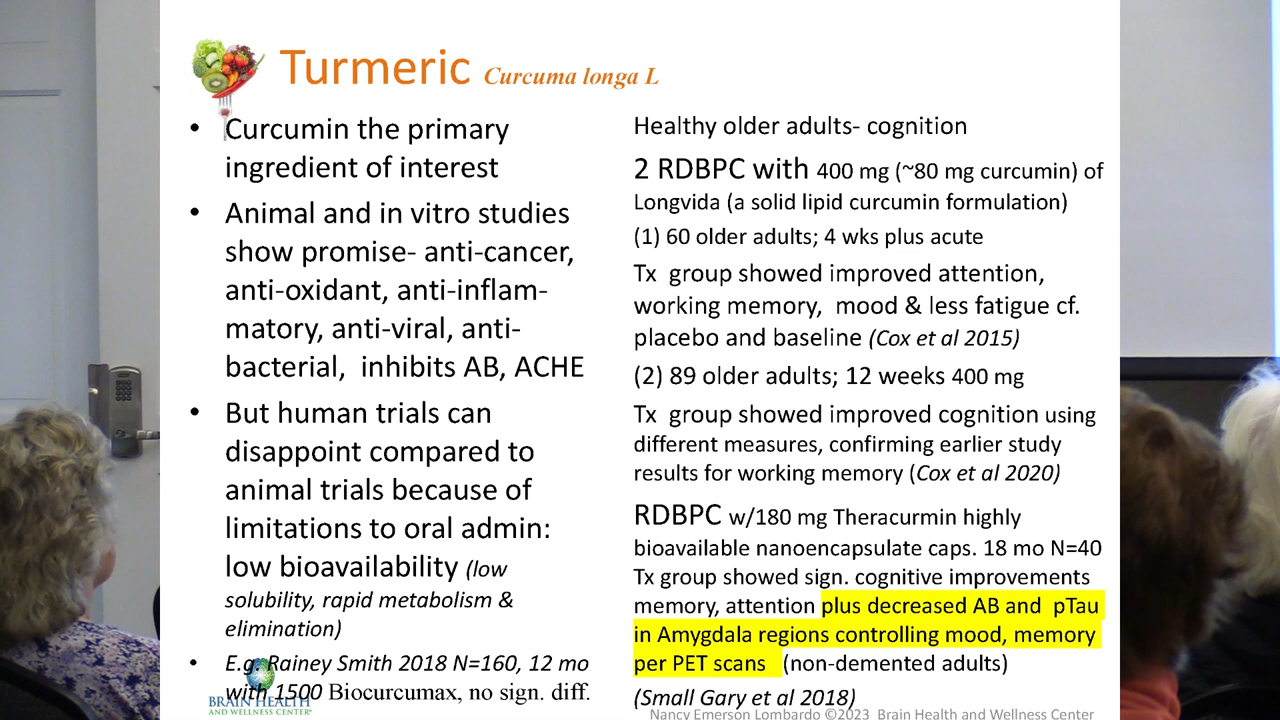 Turmeric Curcuma longa L
• Curcumin the primary
ingredient of interest
• Animal and in vitro studies
show promise- anti-cancer,
anti-oxidant, anti-inflam-
matory, anti-viral, anti-
bacterial, inhibits AB, ACHE
• But human trials can
disappoint compared to
animal trials because of
limitations to oral admin:
low bioavailability (low
solubility, rapid metabolism &
elimination)
• E.g. Rainey Smith 2018 N=160, 12 mo
with 1500 Biocurcumax, no sign. diff.
BRAIN HEALTH
AND WELLNESS CENTER
Healthy older adults- cognition
2 RDBPC with 400 mg (~80 mg curcumin) of
Longvida (a solid lipid curcumin formulation)
(1) 60 older adults; 4 wks plus acute
Tx group showed improved attention,
working memory, mood & less fatigue cf.
placebo and baseline (Cox et al 2015)
(2) 89 older adults; 12 weeks 400 mg
Tx group showed improved cognition using
different measures, confirming earlier study
results for working memory (Cox et al 2020)
RDBPC w/180 mg Theracurmin highly
bioavailable nanoencapsulate caps. 18 mo N=40
Tx group showed sign. cognitive improvements
memory, attention plus decreased AB and pTau
in Amygdala regions controlling mood, memory
per PET scans (non-demented adults)
(Small Gary et al 2018)
Nancy Emerson Lombardo ©2023 Brain Health and Wellness Center